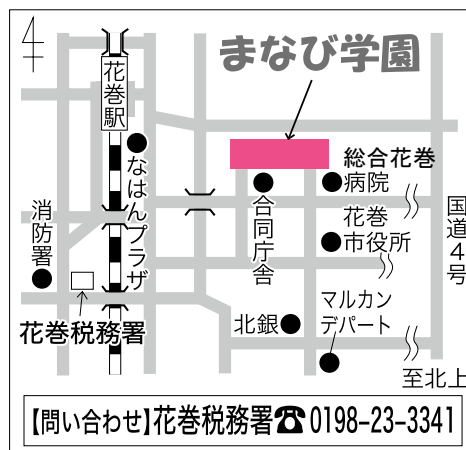 まなび学園
花巻駅
総合花巻
病院
なはんプラザ
消防署
合同庁舎
花巻
市役所
国道4号
花巻税務署
北銀
マルカン
デパート
至北上
【問い合わせ】花巻税務署☎0198-23-3341